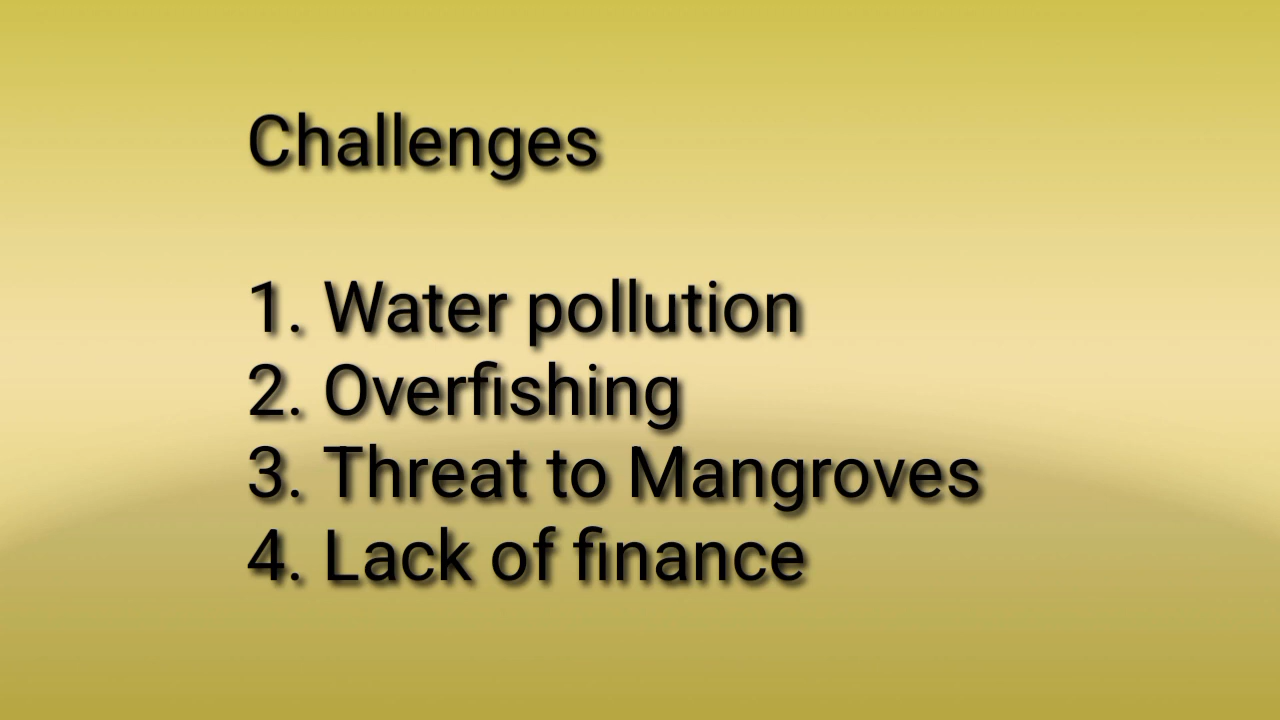 Challenges
1. Water pollution
2. Overfishing
3. Threat to Mangroves
4. Lack of finance